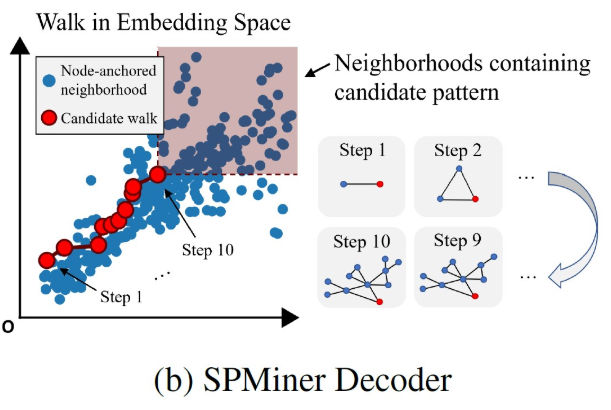 Walk in Embedding Space
Node-anchored
neighborhood
Candidate walk
Neighborhoods containing
candidate pattern
Step 1
Step 2
...
Step 10
Step 9
...
Step 10
Step 1
...
O
(b) SPMiner Decoder